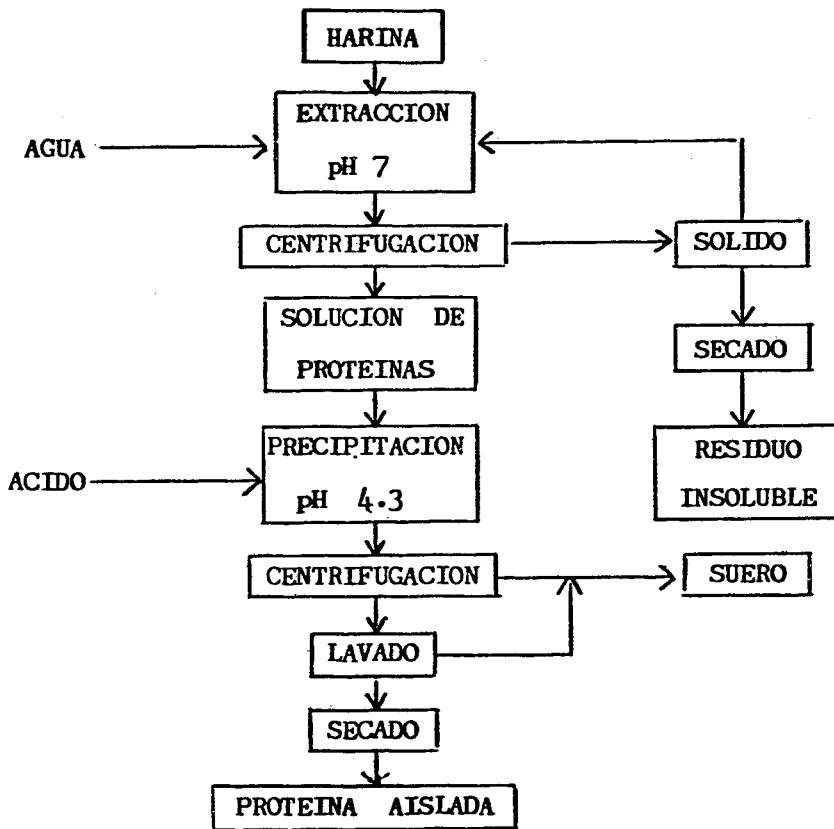 HARINA
EXTRACCION
AGUA
pH 7
CENTRIFUGACION
SOLIDO
SOLUCION DE
PROTEINAS
SECADO
PRECIPITACION
pH 4.3
ACIDO
RESIDUO
INSOLUBLE
CENTRIFUGACION
SUERO
LAVADO
SECADO
PROTEINA AISLADA